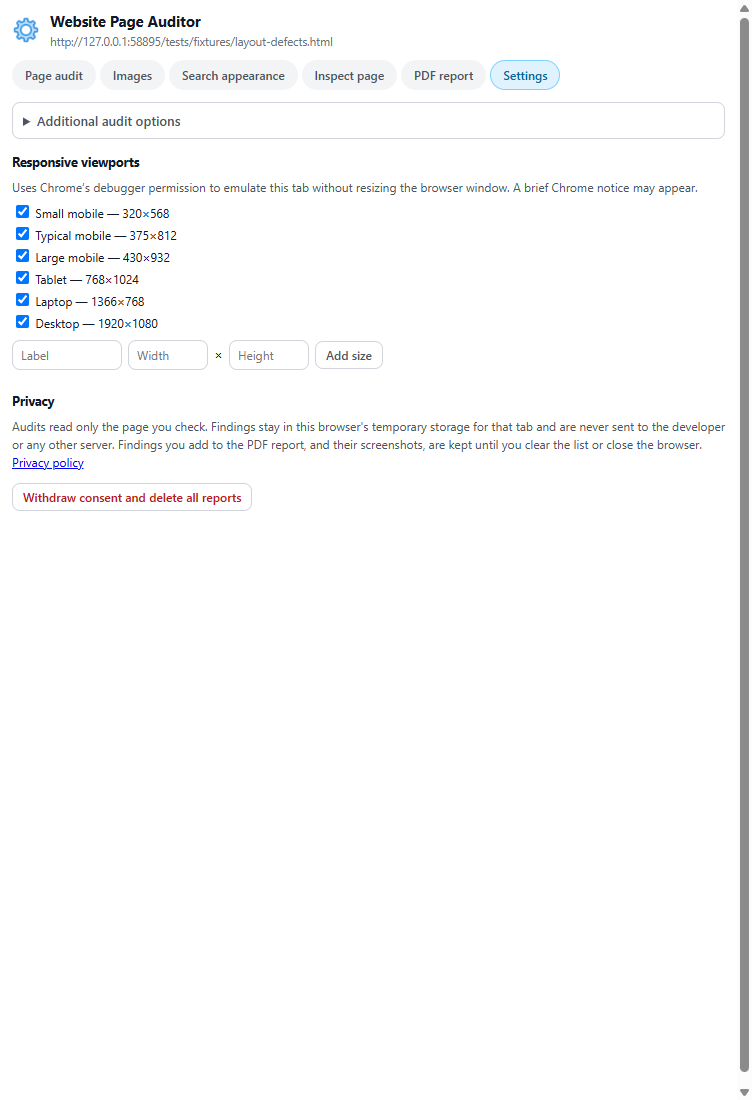 Website Page Auditor
http://127.0.0.1:58895/tests/fixtures/layout-defects.html
Page audit Images Search appearance Inspect page PDF report Settings
▶ Additional audit options
Responsive viewports
Uses Chrome's debugger permission to emulate this tab without resizing the browser window. A brief Chrome notice may appear.
Small mobile — 320×568
Typical mobile — 375×812
Large mobile — 430×932
Tablet — 768×1024
Laptop — 1366×768
Desktop — 1920×1080
Label Width × Height Add size
Privacy
Audits read only the page you check. Findings stay in this browser's temporary storage for that tab and are never sent to the developer
or any other server. Findings you add to the PDF report, and their screenshots, are kept until you clear the list or close the browser.
Privacy policy
Withdraw consent and delete all reports